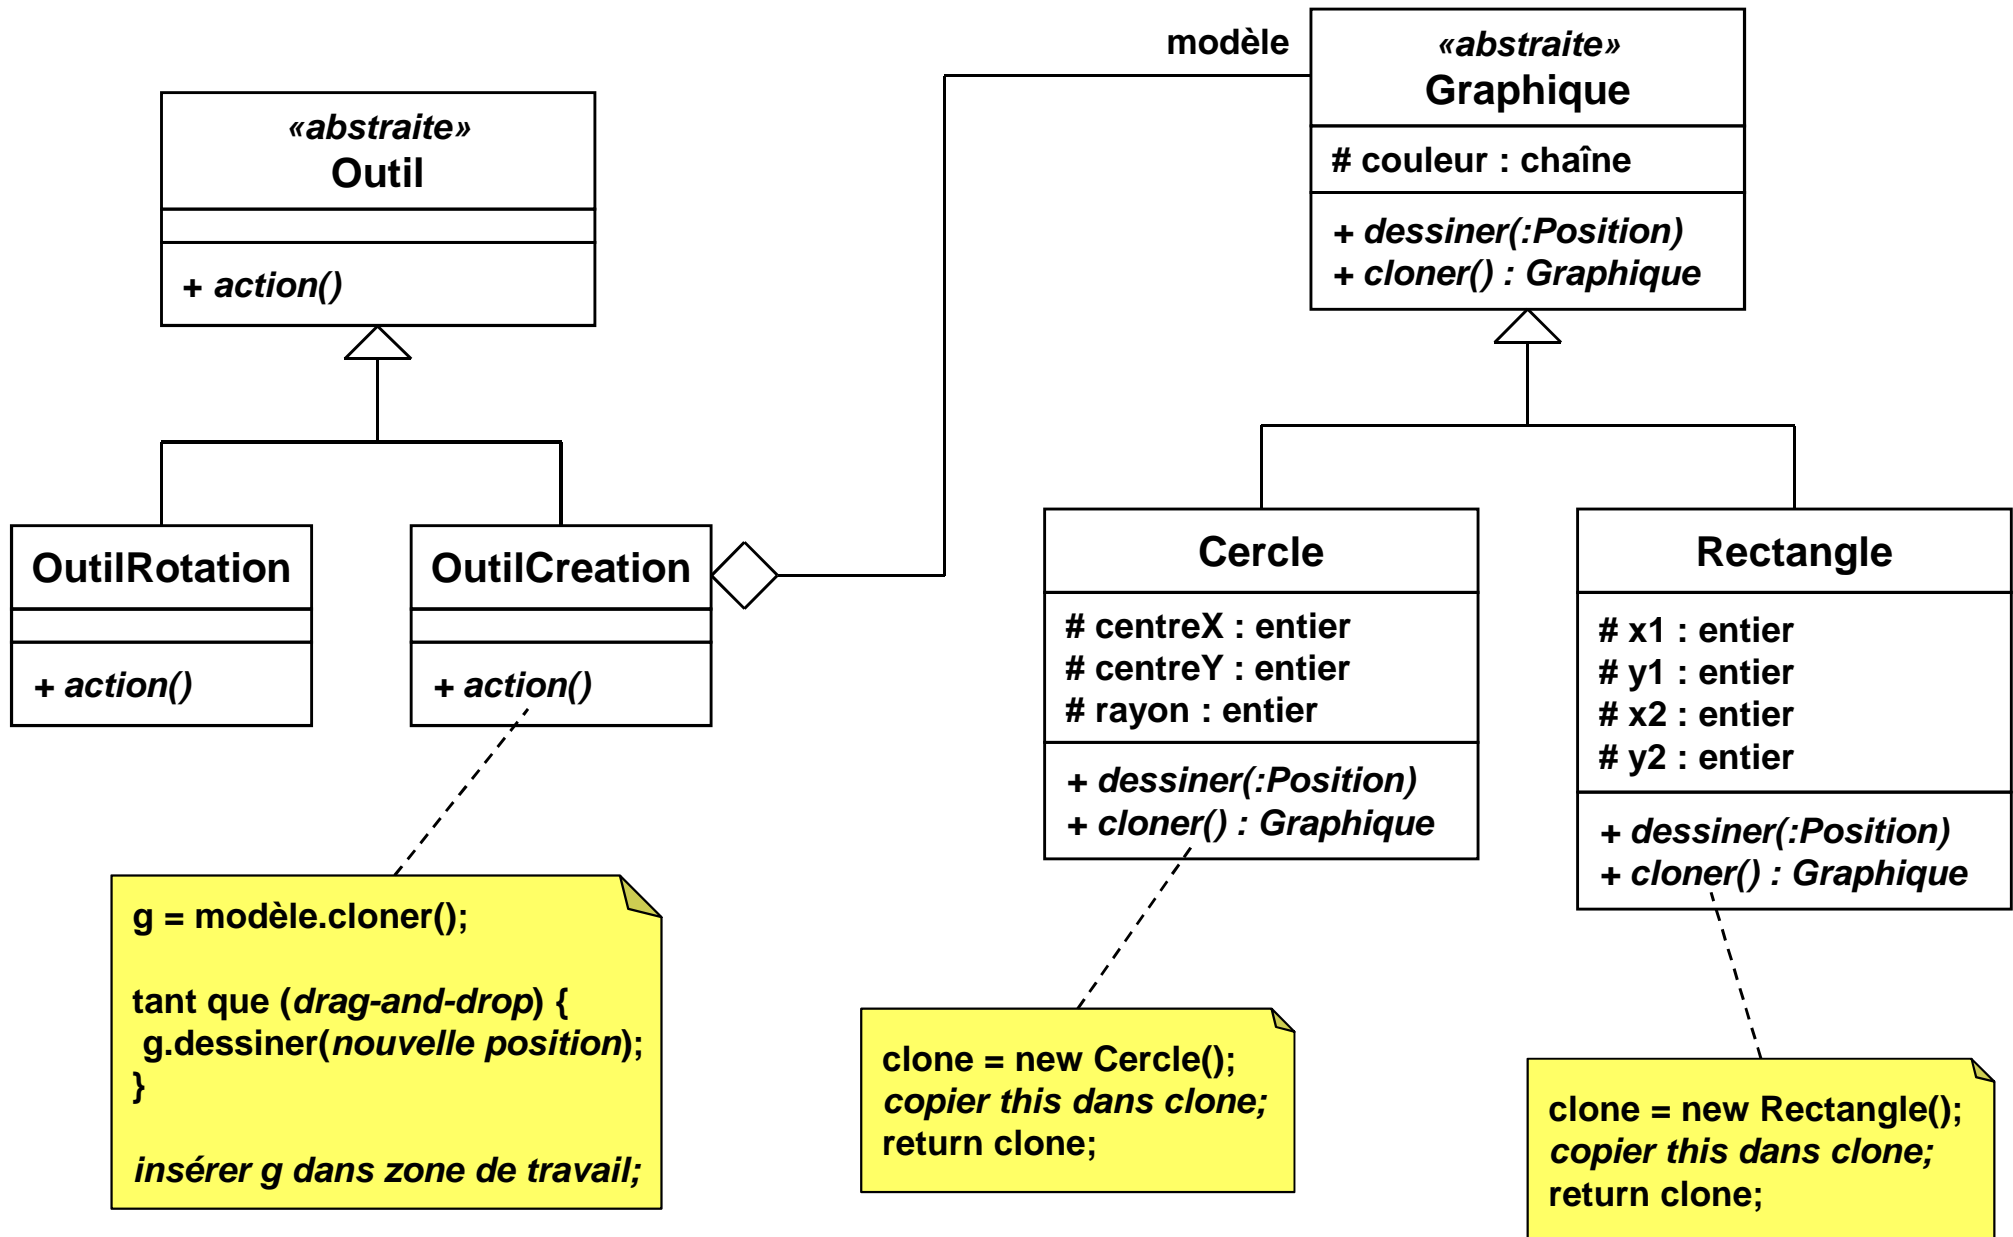 modèle
«abstraite»
Graphique
# couleur : chaîne
+ dessiner(:Position)
+ cloner() : Graphique
«abstraite»
Outil
+ action()
OutilRotation
+ action()
OutilCreation
+ action()
Cercle
# centreX : entier
# centreY : entier
# rayon : entier
+ dessiner(:Position)
+ cloner() : Graphique
Rectangle
# x1 : entier
# y1 : entier
# x2 : entier
# y2 : entier
+ dessiner(:Position)
+ cloner() : Graphique
g = modèle.cloner();
tant que (drag-and-drop) {
g.dessiner(nouvelle position);
}
insérer g dans zone de travail;
clone = new Cercle();
copier this dans clone;
return clone;
clone = new Rectangle();
copier this dans clone;
return clone;